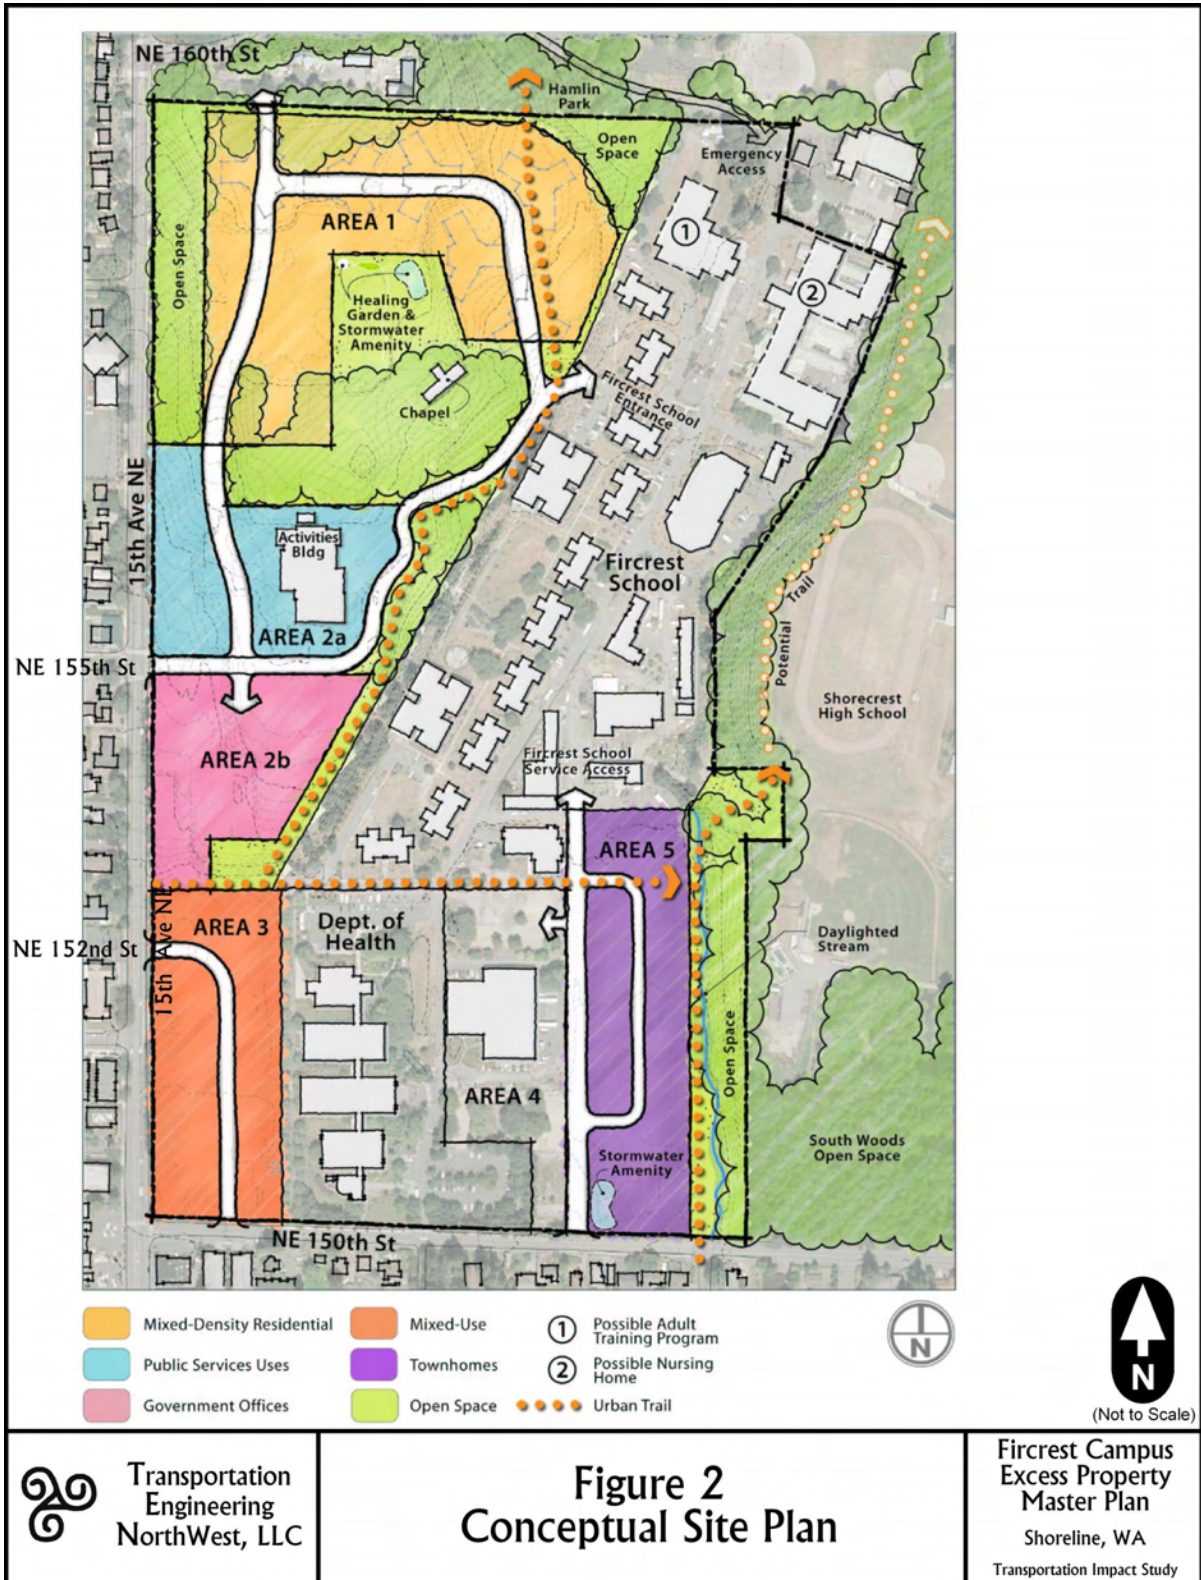 NE 160th St
Hamlin
Park
Open
Space
Emergency
Access
AREA 1
1
Open Space
2
Healing
Garden &
Stormwater
Amenity
Fircrest School
Entrance
Chapel
15th Ave NE
Activities
Bldg
Fircrest
School
Trail
AREA 2a
NE 155th St
Potential
Shorecrest
High School
AREA 2b
Fircrest School
Service Access
AREA 5
15th Ave NE
AREA 3
Dept. of
Health
NE 152nd St
Daylighted
Stream
Open Space
AREA 4
Stormwater
Amenity
South Woods
Open Space
NE 150th St
Mixed-Density Residential
Mixed-Use
1 Possible Adult
Training Program
Public Services Uses
Townhomes
2 Possible Nursing
Home
Government Offices
Open Space
Urban Trail
N
N
(Not to Scale)
Transportation
Engineering
NorthWest, LLC
Figure 2
Conceptual Site Plan
Fircrest Campus
Excess Property
Master Plan
Shoreline, WA
Transportation Impact Study